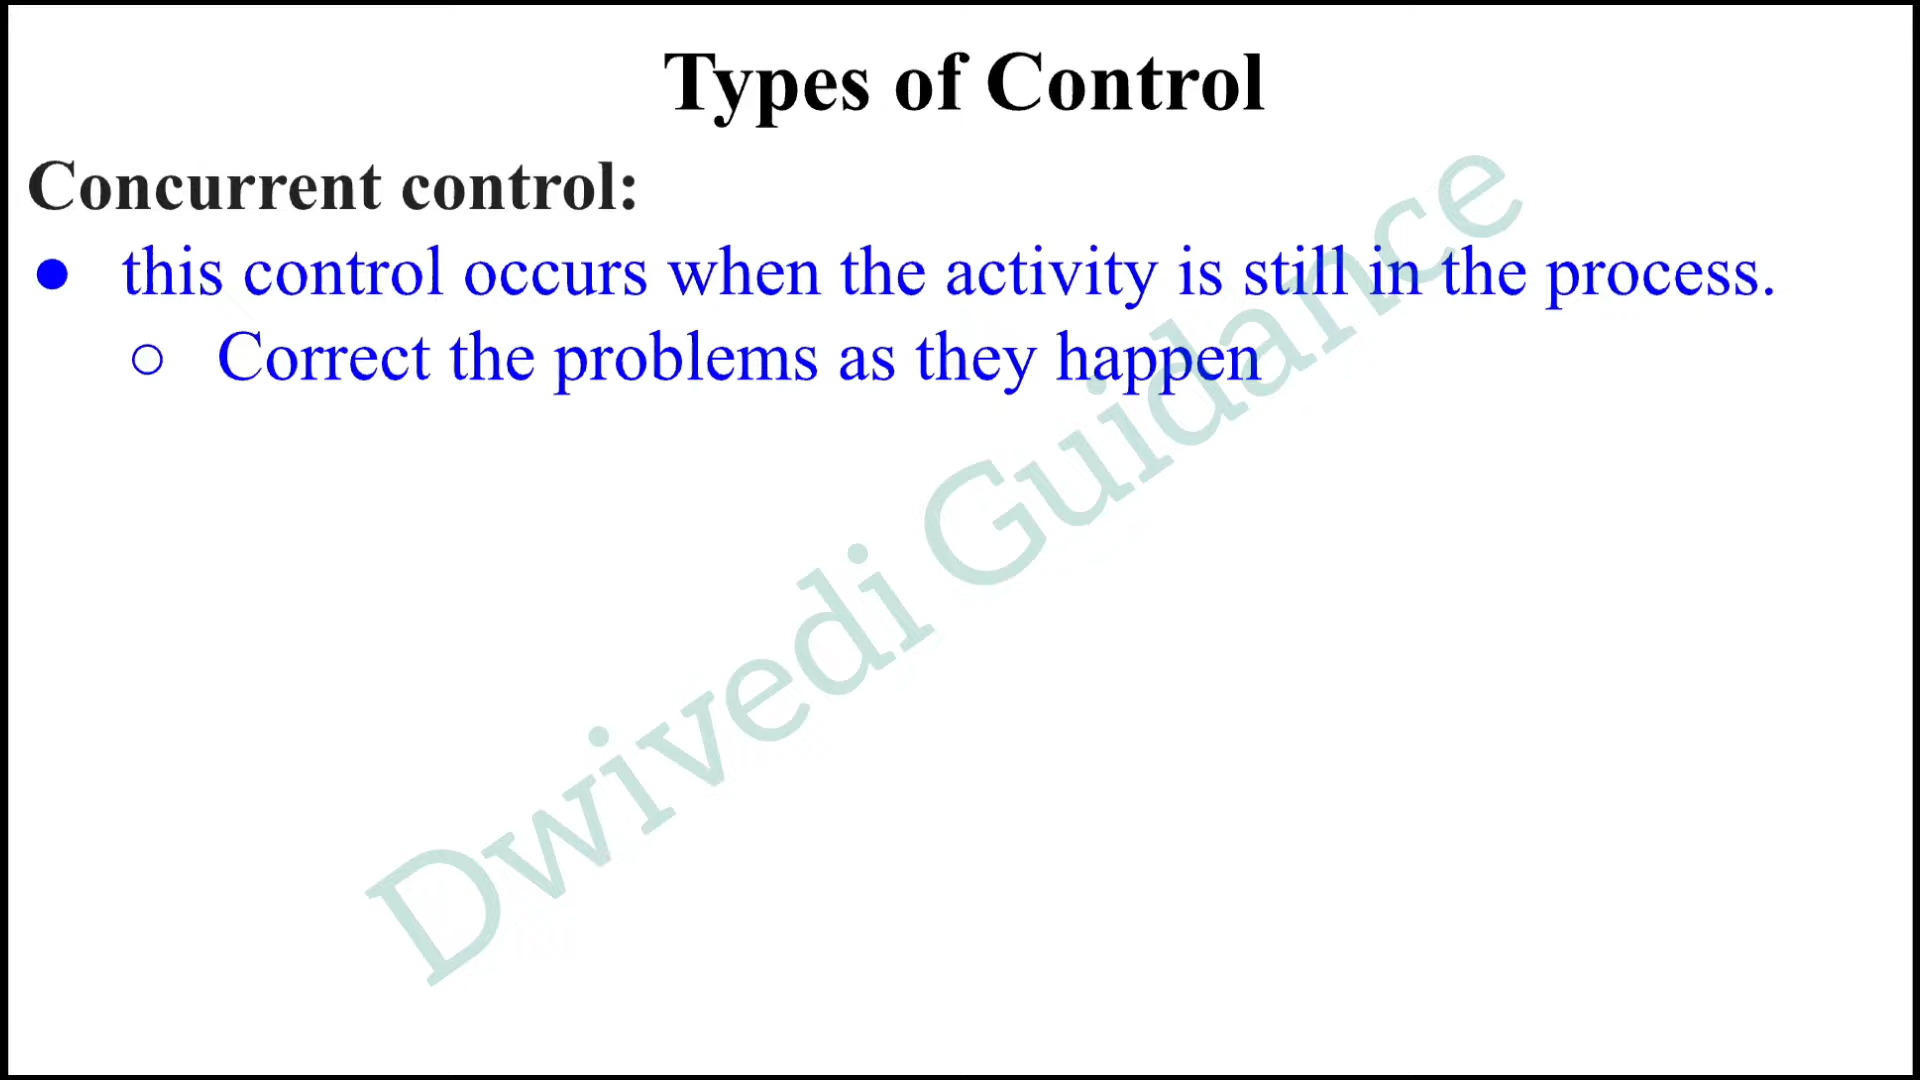 Types of Control
Concurrent control:
● this control occurs when the activity is still in the process.
○ Correct the problems as they happen
Dwivedi Guidance